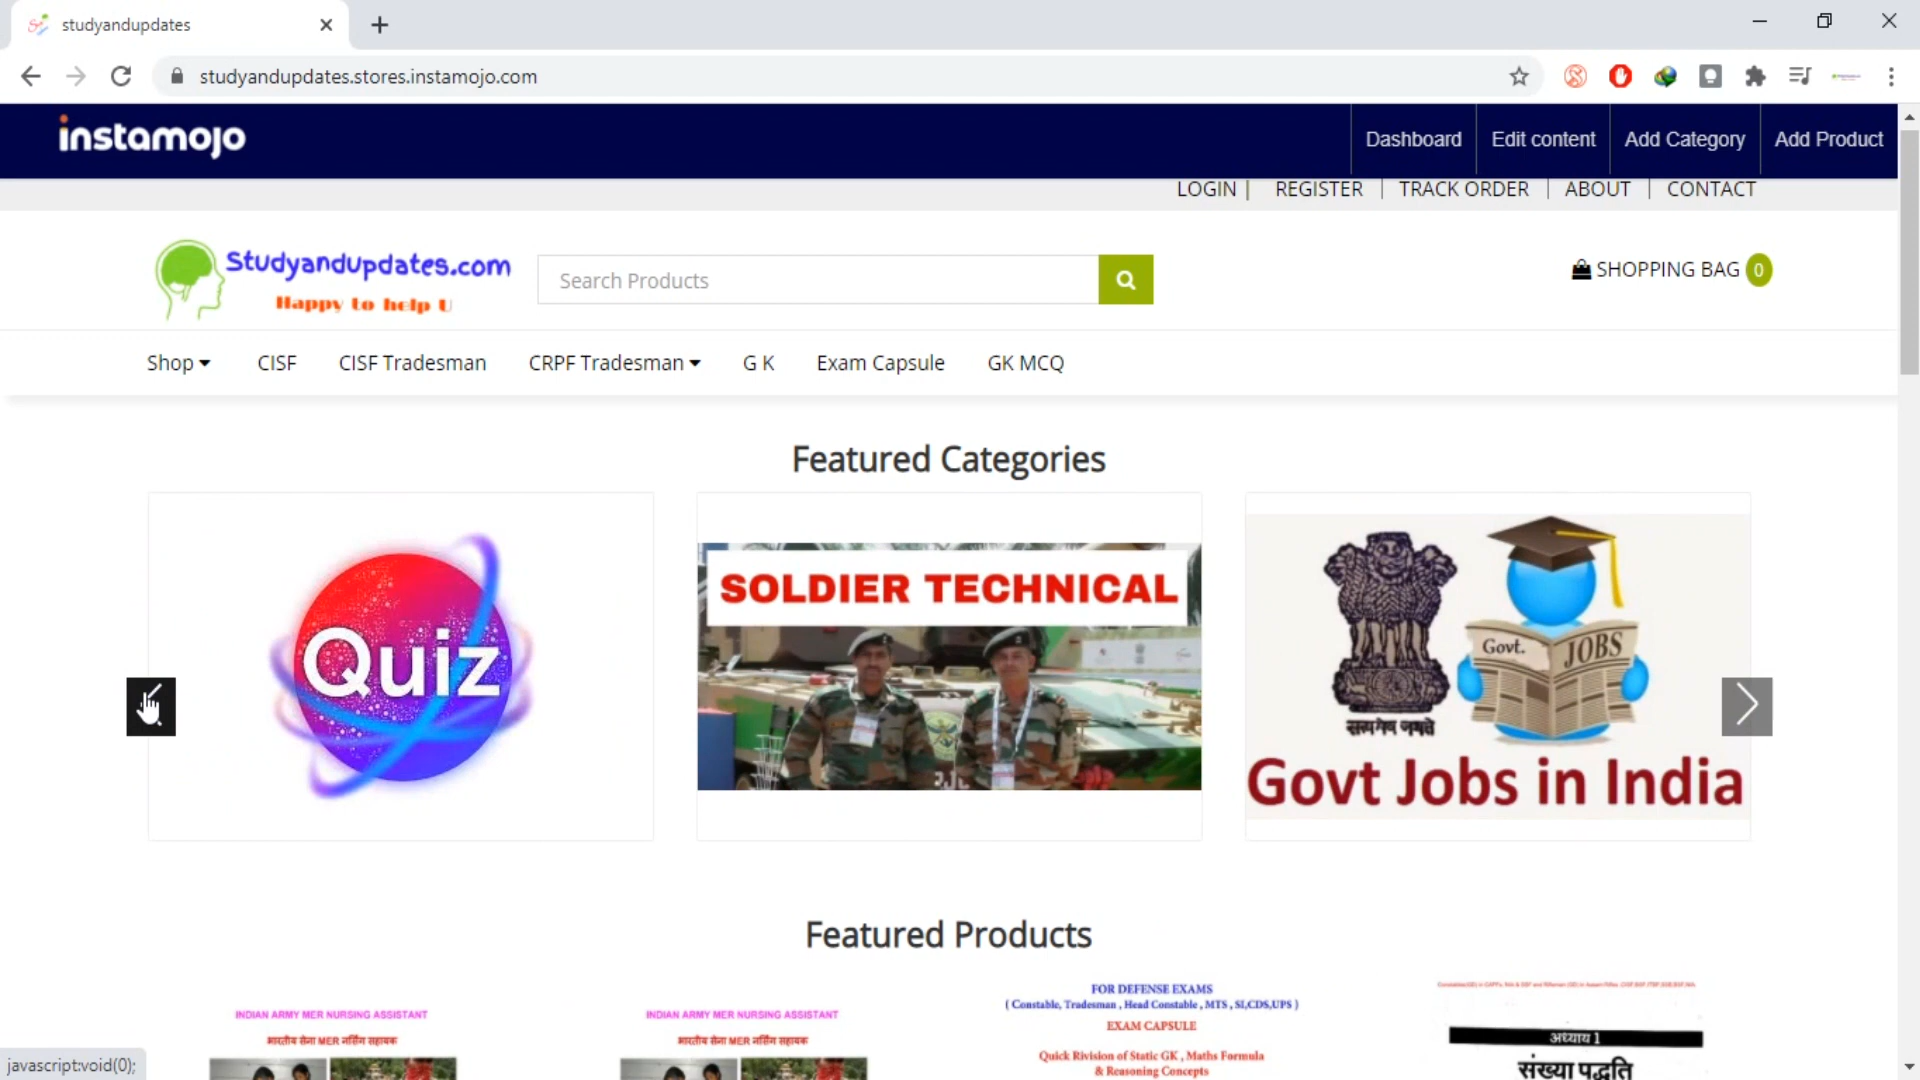 studyandupdates
studyandupdates.stores.instamojo.com
instamojo
Dashboard
Edit content
Add Category
Add Product
LOGIN |
REGISTER
TRACK ORDER
ABOUT
CONTACT
Studyandupdates.com
Happy to help U
Search Products
SHOPPING BAG 0
Shop
CISF
CISF Tradesman
CRPF Tradesman
G K
Exam Capsule
GK MCQ
Featured Categories
Quiz
SOLDIER TECHNICAL
Govt. JOBS
सत्यमेव जयते
Govt Jobs in India
Featured Products
INDIAN ARMY MER NURSING ASSISTANT
भारतीय सेना MER नर्सिंग सहायक
INDIAN ARMY MER NURSING ASSISTANT
भारतीय सेना MER नर्सिंग सहायक
FOR DEFENSE EXAMS
( Constable, Tradesman , Head Constable , MTS , SI,CDS,UPS )
EXAM CAPSULE
Quick Rivision of Static GK , Maths Formula
& Reasoning Concepts
अध्याय 1
संख्या पद्धति
javascript:void(0);